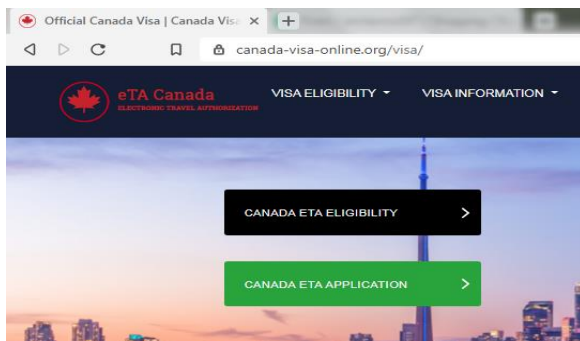 Official Canada Visa | Canada Vis
canada-visa-online.org/visa/
eTA Canada
ELECTRONIC TRAVEL AUTHORIZATION
VISA ELIGIBILITY
VISA INFORMATION
CANADA ETA ELIGIBILITY
CANADA ETA APPLICATION